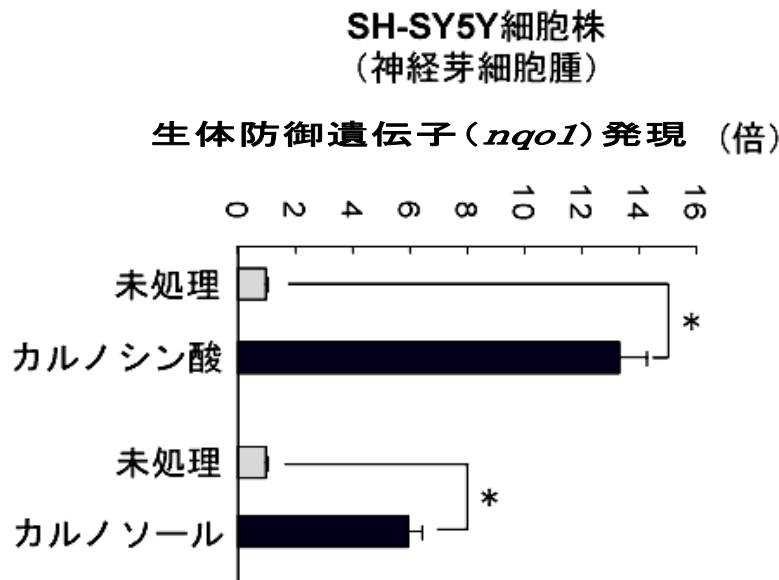 SH-SY5Y細胞株
（神経芽細胞腫）
生体防御遺伝子（nqo1）発現 （倍）
0 2 4 6 8 10 12 14 16
未処理
*
カルノシン酸
未処理
*
カルノソール